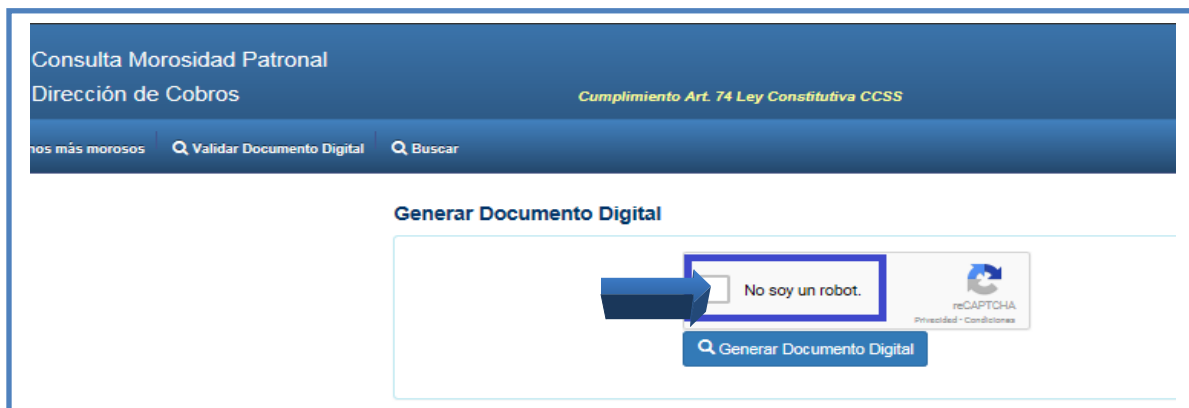 Consulta Morosidad Patronal
Dirección de Cobros
Cumplimiento Art. 74 Ley Constitutiva CCSS
más morosos
Validar Documento Digital
Buscar
Generar Documento Digital
No soy un robot.
reCAPTCHA
Privacidad - Condiciones
Generar Documento Digital